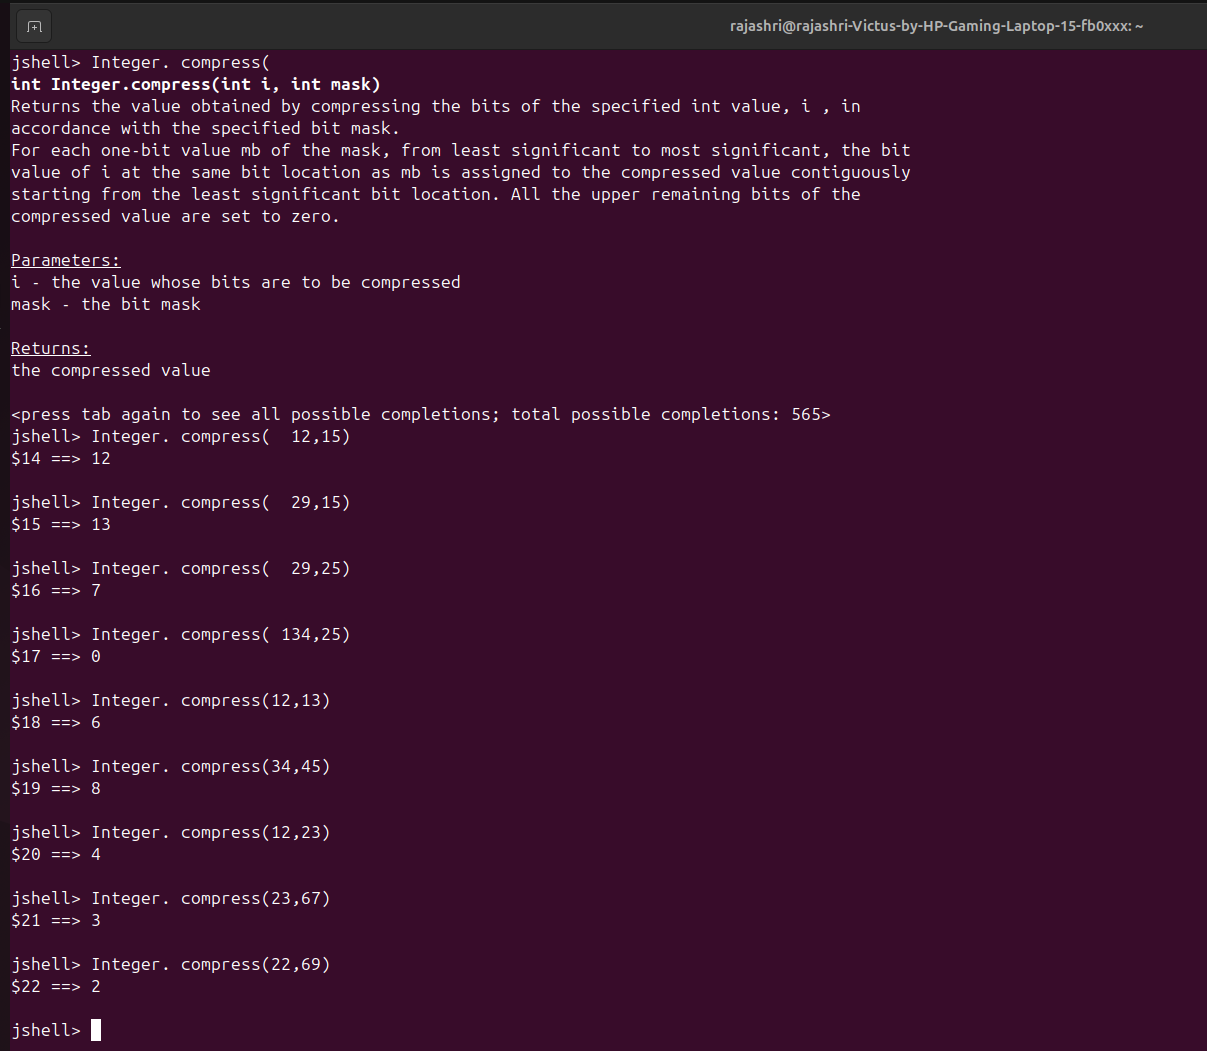 rajashri@rajashri-Victus-by-HP-Gaming-Laptop-15-fb0xxx: ~
jshell> Integer. compress(
int Integer.compress(int i, int mask)
Returns the value obtained by compressing the bits of the specified int value, i , in
accordance with the specified bit mask.
For each one-bit value mb of the mask, from least significant to most significant, the bit
value of i at the same bit location as mb is assigned to the compressed value contiguously
starting from the least significant bit location. All the upper remaining bits of the
compressed value are set to zero.
Parameters:
i - the value whose bits are to be compressed
mask - the bit mask
Returns:
the compressed value
<press tab again to see all possible completions; total possible completions: 565>
jshell> Integer. compress(  12,15)
$14 ==> 12
jshell> Integer. compress(  29,15)
$15 ==> 13
jshell> Integer. compress(  29,25)
$16 ==> 7
jshell> Integer. compress( 134,25)
$17 ==> 0
jshell> Integer. compress(12,13)
$18 ==> 6
jshell> Integer. compress(34,45)
$19 ==> 8
jshell> Integer. compress(12,23)
$20 ==> 4
jshell> Integer. compress(23,67)
$21 ==> 3
jshell> Integer. compress(22,69)
$22 ==> 2
jshell>